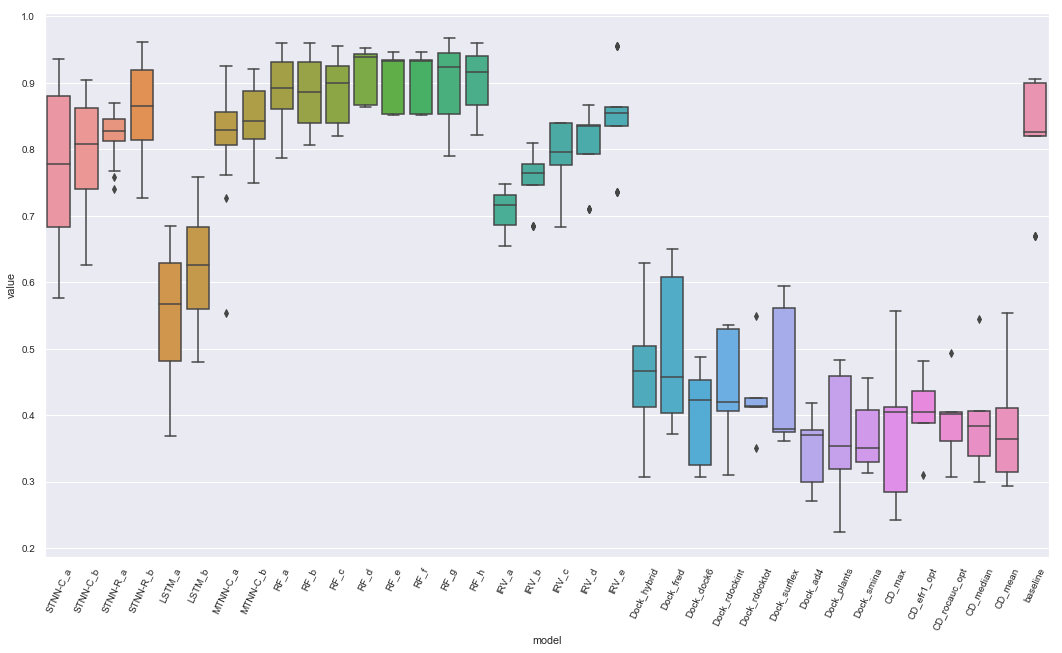 1.0
0.9
0.8
0.7
0.6
0.5
0.4
0.3
0.2
value
STNN-C_a
STNN-C_b
STNN-R_a
STNN-R_b
LSTM_a
LSTM_b
MTNN-C_a
MTNN-C_b
RF_a
RF_b
RF_c
RF_d
RF_e
RF_f
RF_g
RF_h
IRV_a
IRV_b
IRV_c
IRV_d
IRV_e
Dock_hybrid
Dock_fred
Dock_dock6
Dock_rdockint
Dock_rdocktot
Dock_surflex
Dock_ad4
Dock_plants
Dock_smina
CD_max
CD_efr1_opt
CD_rocauc_opt
CD_median
CD_mean
baseline
model